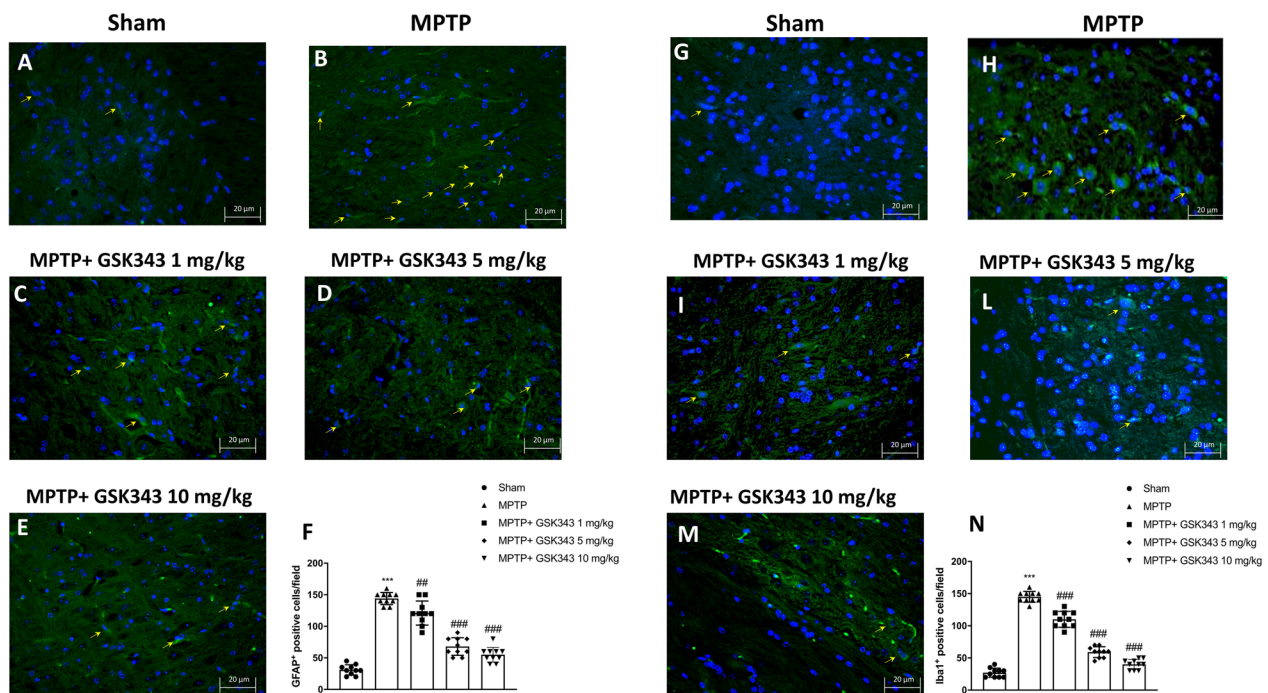 Sham
MPTP
A
20 µm
B
20 µm
MPTP+ GSK343 1 mg/kg
MPTP+ GSK343 5 mg/kg
C
20 µm
D
20 µm
MPTP+ GSK343 10 mg/kg
E
20 µm
F
Sham
MPTP
MPTP+ GSK343 1 mg/kg
MPTP+ GSK343 5 mg/kg
MPTP+ GSK343 10 mg/kg
GFAP⁺ positive cells/field
200
150
100
50
0
***
##
###
###
Sham
MPTP
G
20 µm
H
20 µm
MPTP+ GSK343 1 mg/kg
MPTP+ GSK343 5 mg/kg
I
20 µm
L
20 µm
MPTP+ GSK343 10 mg/kg
M
20 µm
N
Sham
MPTP
MPTP+ GSK343 1 mg/kg
MPTP+ GSK343 5 mg/kg
MPTP+ GSK343 10 mg/kg
Iba1⁺ positive cells/field
200
150
100
50
0
***
###
###
###